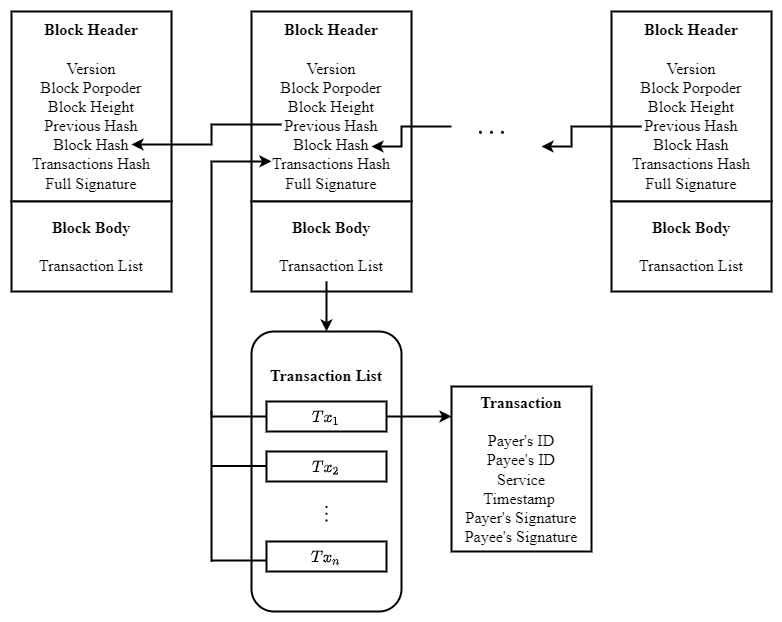 Block Header
Version
Block Porpoder
Block Height
Previous Hash
Block Hash
Transactions Hash
Full Signature
Block Body
Transaction List
Block Header
Version
Block Porpoder
Block Height
Previous Hash
Block Hash
Transactions Hash
Full Signature
Block Body
Transaction List
...
Block Header
Version
Block Porpoder
Block Height
Previous Hash
Block Hash
Transactions Hash
Full Signature
Block Body
Transaction List
Transaction List
Tx₁
Tx₂
⋮
Txₙ
Transaction
Payer's ID
Payee's ID
Service
Timestamp
Payer's Signature
Payee's Signature